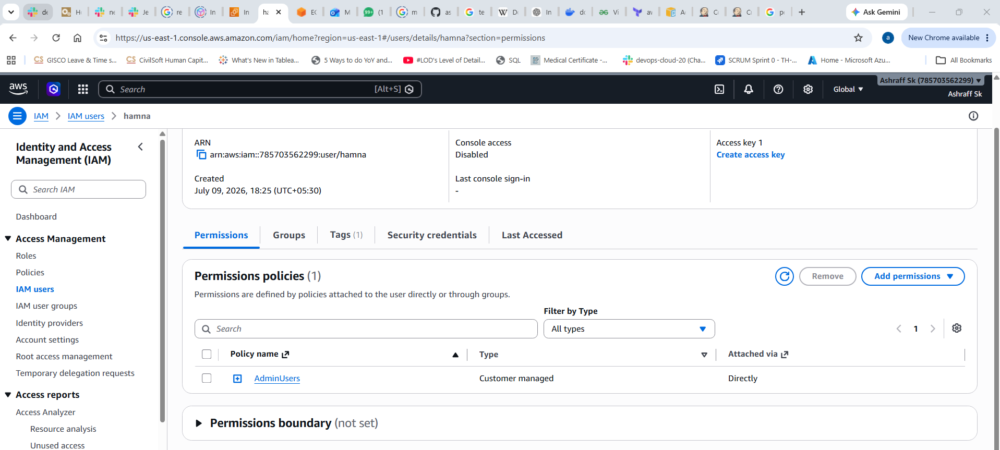 de
Ho
ne
Je
re
In
In
ha
EC
M
(1
m
as
te
D
In
do
Vi
av
A
C
C
pe
Ask Gemini
https://us-east-1.console.aws.amazon.com/iam/home?region=us-east-1#/users/details/hamna?section=permissions
a
New Chrome available
GISCO Leave & Time s...
CivilSoft Human Capit...
What's New in Tablea...
5 Ways to do YoY and...
#LOD's Level of Detail...
SQL
Medical Certificate -...
devops-cloud-20 (Cha...
SCRUM Sprint 0 - TH-...
Home - Microsoft Azu...
All Bookmarks
aws
Search
[Alt+S]
Global
Ashraff Sk (785703562299)
Ashraff Sk
IAM
IAM users
hamna
Identity and Access
Management (IAM)
Search IAM
Dashboard
Access Management
Roles
Policies
IAM users
IAM user groups
Identity providers
Account settings
Root access management
Temporary delegation requests
Access reports
Access Analyzer
Resource analysis
Unused access
ARN
arn:aws:iam::785703562299:user/hamna
Created
July 09, 2026, 18:25 (UTC+05:30)
Console access
Disabled
Last console sign-in
-
Access key 1
Create access key
Permissions
Groups
Tags (1)
Security credentials
Last Accessed
Permissions policies (1)
Remove
Add permissions
Permissions are defined by policies attached to the user directly or through groups.
Filter by Type
Search
All types
1
Policy name
Type
Attached via
AdminUsers
Customer managed
Directly
Permissions boundary (not set)